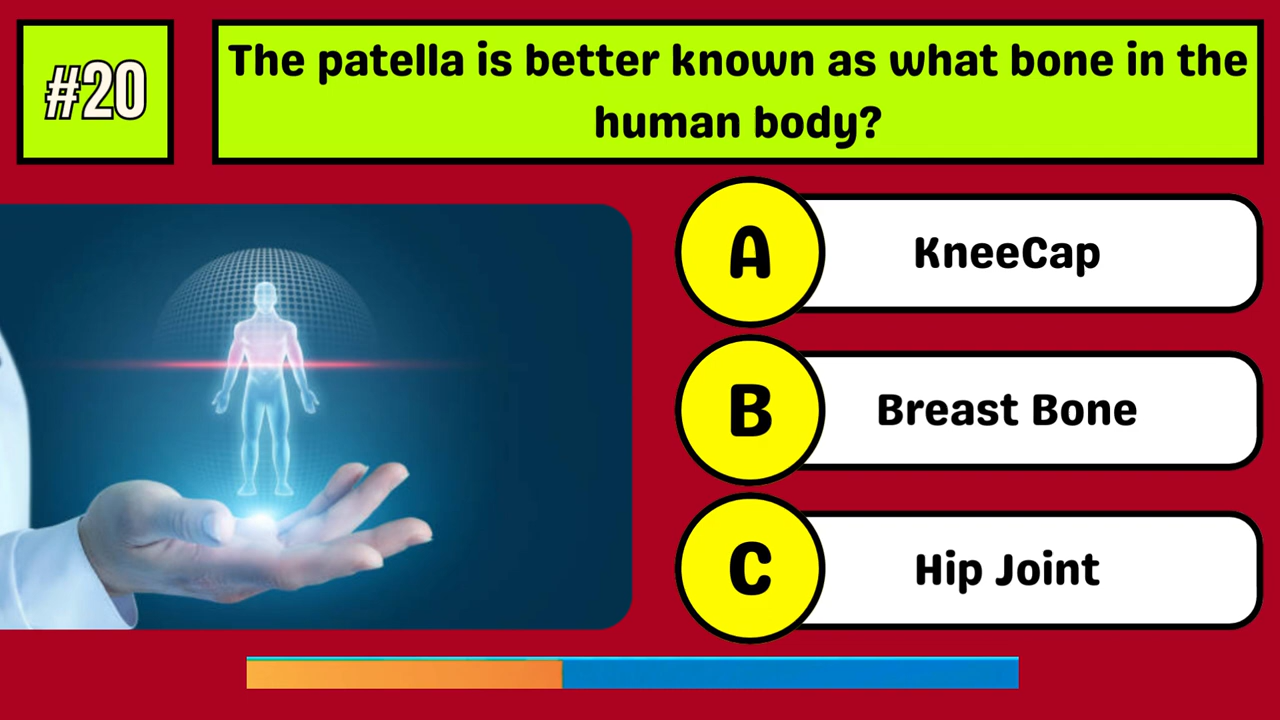 #20
The patella is better known as what bone in the
human body?
A
KneeCap
B
Breast Bone
C
Hip Joint